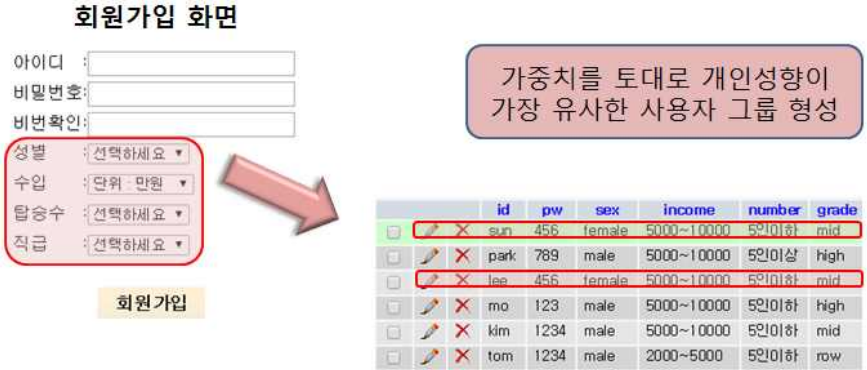 회원가입 화면
아이디 :
비밀번호:
비번확인:
성별 : 선택하세요 ▼
수입 : 단위 : 만원 ▼
탑승수 : 선택하세요 ▼
직급 : 선택하세요 ▼
회원가입
가중치를 토대로 개인성향이
가장 유사한 사용자 그룹 형성
id pw sex income number grade
sun 456 female 5000~10000 5인이하 mid
park 789 male 5000~10000 5인이상 high
lee 456 female 5000~10000 5인이하 mid
mo 123 male 5000~10000 5인이하 high
kim 1234 male 5000~10000 5인이하 mid
tom 1234 male 2000~5000 5인이하 row